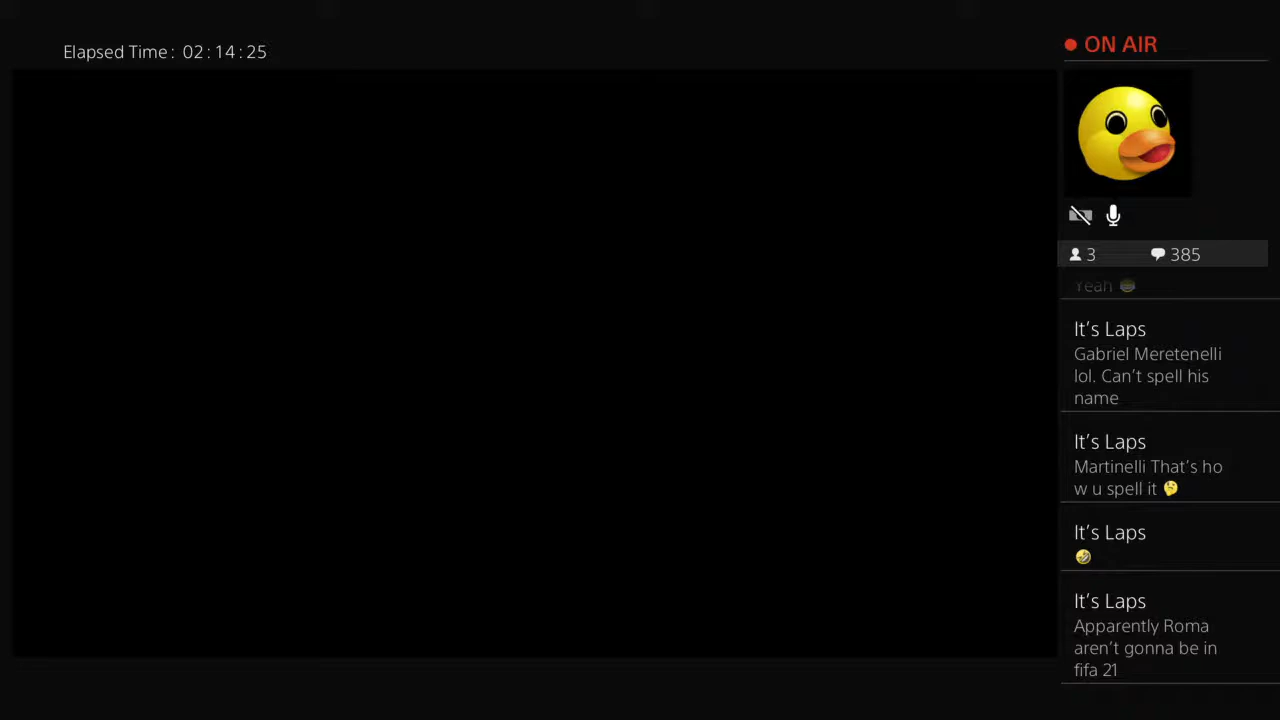 Elapsed Time: 02:14:25
ON AIR
3 385
Yeah
It's Laps
Gabriel Meretenelli
lol. Can't spell his
name
It's Laps
Martinelli That's ho
w u spell it 🤔
It's Laps
🤣
It's Laps
Apparently Roma
aren't gonna be in
fifa 21